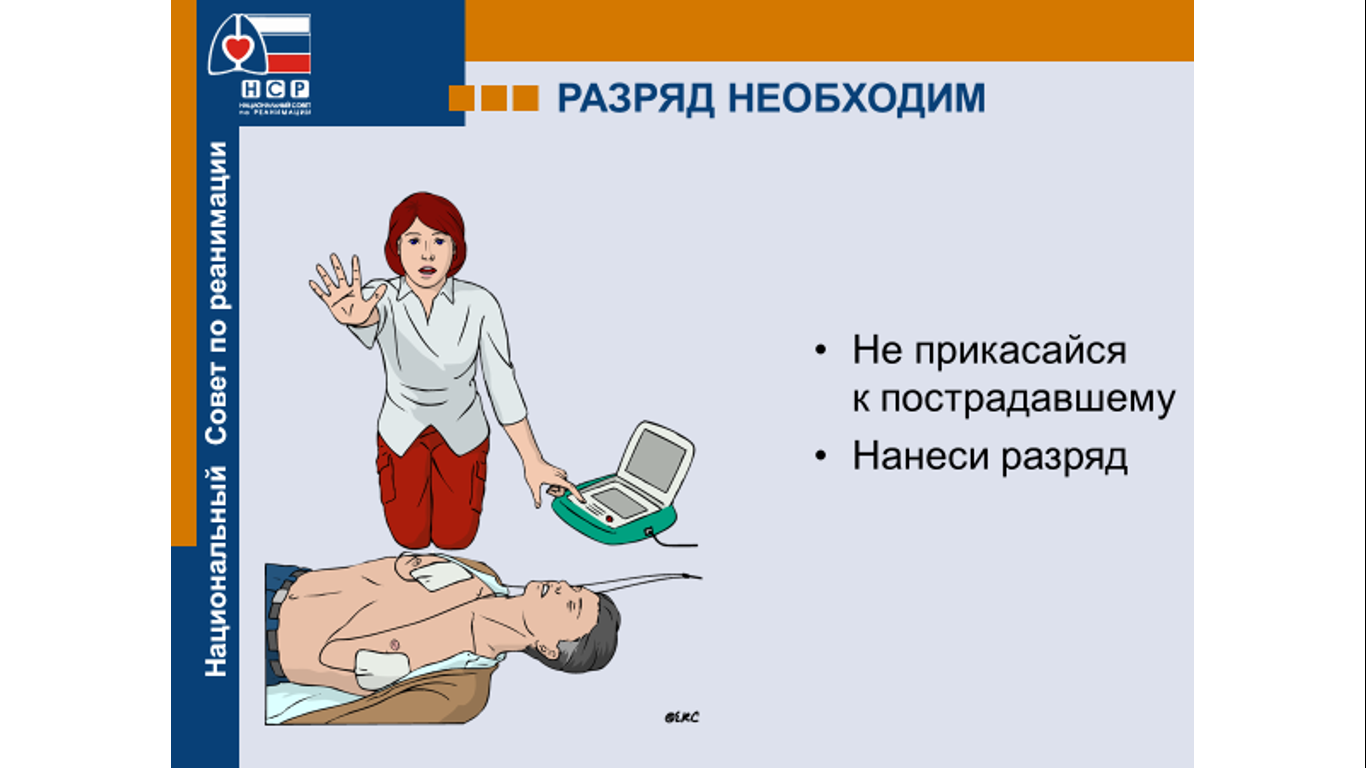 НСР
НАЦИОНАЛЬНЫЙ СОВЕТ
по РЕАНИМАЦИИ
Национальный Совет по реанимации
РАЗРЯД НЕОБХОДИМ
• Не прикасайся
к пострадавшему
• Нанеси разряд
@ERC